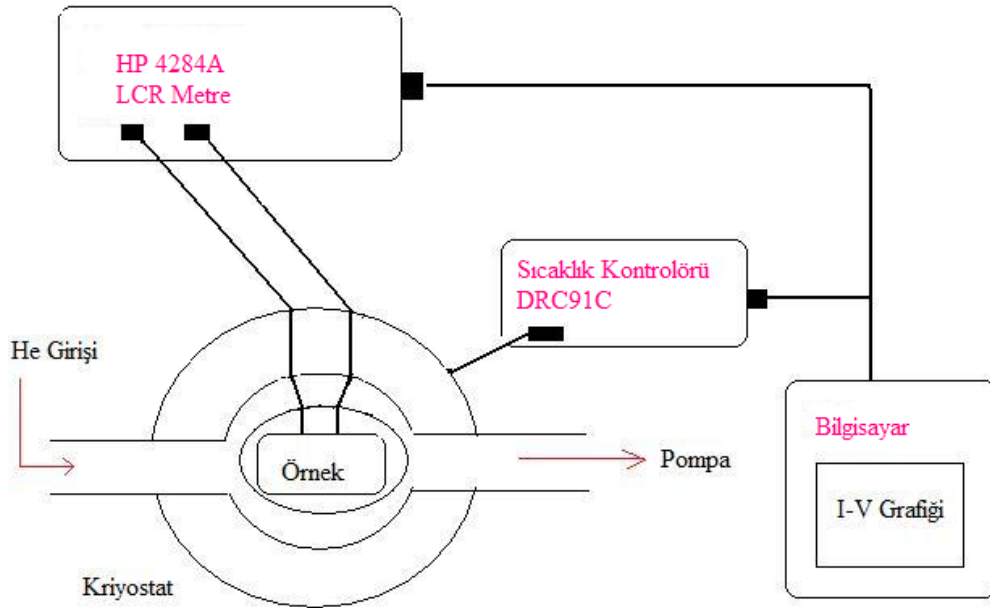 HP 4284A
LCR Metre
Sıcaklık Kontrolörü
DRC91C
He Girişi
Bilgisayar
Örnek
Pompa
I-V Grafiği
Kriyostat